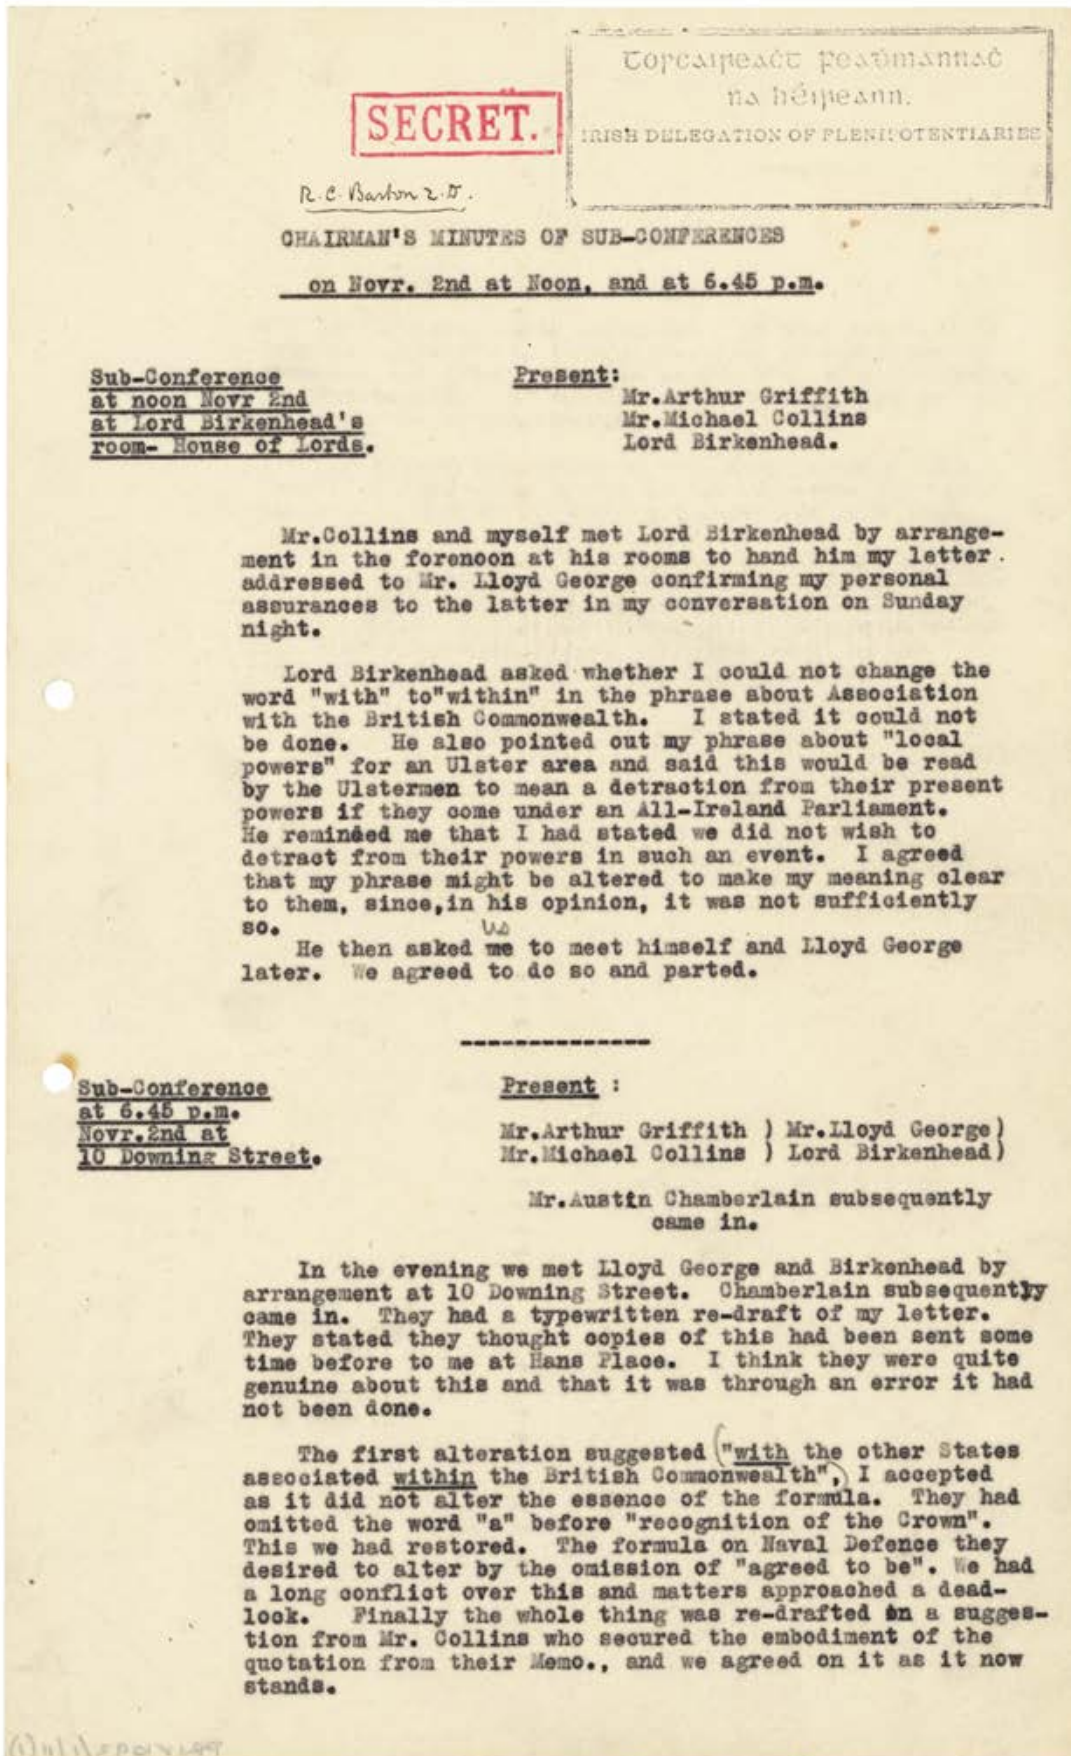 Toscaireaċt Feaḋmannaċ
na hÉireann.
IRISH DELEGATION OF PLENIPOTENTIARIES
SECRET.
R.C. Barton
CHAIRMAN'S MINUTES OF SUB-CONFERENCES
on Novr. 2nd at Noon, and at 6.45 p.m.
Sub-Conference
at noon Novr 2nd
at Lord Birkenhead's
room- House of Lords.
Present:
Mr.Arthur Griffith
Mr.Michael Collins
Lord Birkenhead.
Mr.Collins and myself met Lord Birkenhead by arrange-
ment in the forenoon at his rooms to hand him my letter
addressed to Mr. Lloyd George confirming my personal
assurances to the latter in my conversation on Sunday
night.
Lord Birkenhead asked whether I could not change the
word "with" to"within" in the phrase about Association
with the British Commonwealth. I stated it could not
be done. He also pointed out my phrase about "local
powers" for an Ulster area and said this would be read
by the Ulstermen to mean a detraction from their present
powers if they come under an All-Ireland Parliament.
He reminded me that I had stated we did not wish to
detract from their powers in such an event. I agreed
that my phrase might be altered to make my meaning clear
to them, since,in his opinion, it was not sufficiently
so.
us
He then asked me to meet himself and Lloyd George
later. We agreed to do so and parted.
--------------
Sub-Conference
at 6.45 p.m.
Novr.2nd at
10 Downing Street.
Present :
Mr.Arthur Griffith ) Mr.Lloyd George)
Mr.Michael Collins ) Lord Birkenhead)
Mr.Austin Chamberlain subsequently
came in.
In the evening we met Lloyd George and Birkenhead by
arrangement at 10 Downing Street. Chamberlain subsequently
came in. They had a typewritten re-draft of my letter.
They stated they thought copies of this had been sent some
time before to me at Hans Place. I think they were quite
genuine about this and that it was through an error it had
not been done.
The first alteration suggested ("with the other States
associated within the British Commonwealth",) I accepted
as it did not alter the essence of the formula. They had
omitted the word "a" before "recognition of the Crown".
This we had restored. The formula on Naval Defence they
desired to alter by the omission of "agreed to be". We had
a long conflict over this and matters approached a dead-
lock. Finally the whole thing was re-drafted on a sugges-
tion from Mr. Collins who secured the embodiment of the
quotation from their Memo., and we agreed on it as it now
stands.